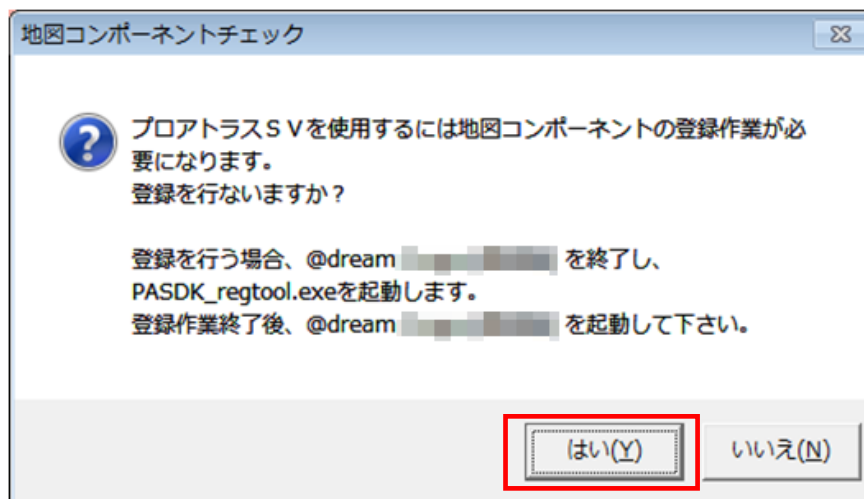 地図コンポーネントチェック
プロアトラスＳＶを使用するには地図コンポーネントの登録作業が必
要になります。
登録を行ないますか？
登録を行う場合、@dream を終了し、
PASDK_regtool.exeを起動します。
登録作業終了後、@dream を起動して下さい。
はい(Y) いいえ(N)